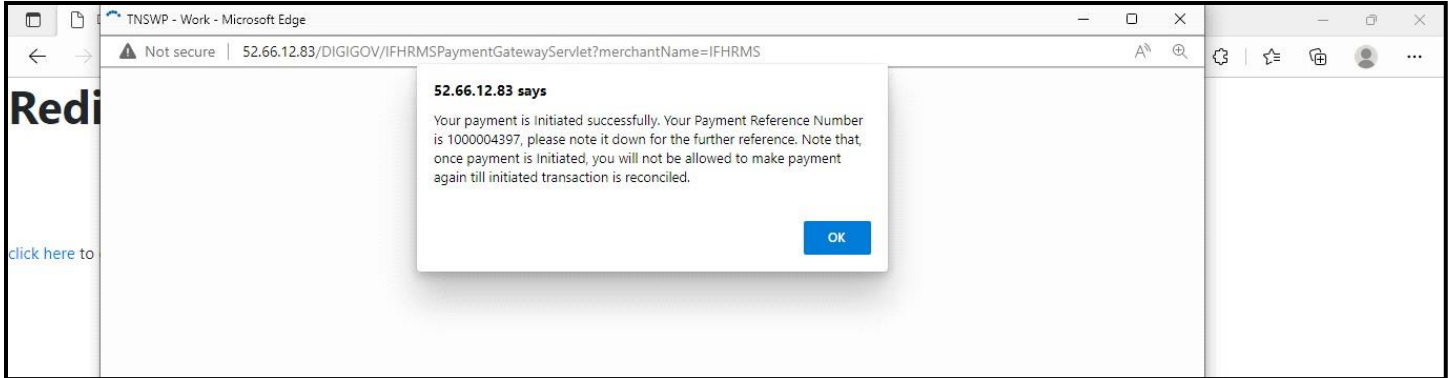 TNSWP - Work - Microsoft Edge
Not secure | 52.66.12.83/DIGIGOV/IFHRMSPaymentGatewayServlet?merchantName=IFHRMS
Redi
52.66.12.83 says
Your payment is Initiated successfully. Your Payment Reference Number
is 1000004397, please note it down for the further reference. Note that,
once payment is Initiated, you will not be allowed to make payment
again till initiated transaction is reconciled.
OK
click here to